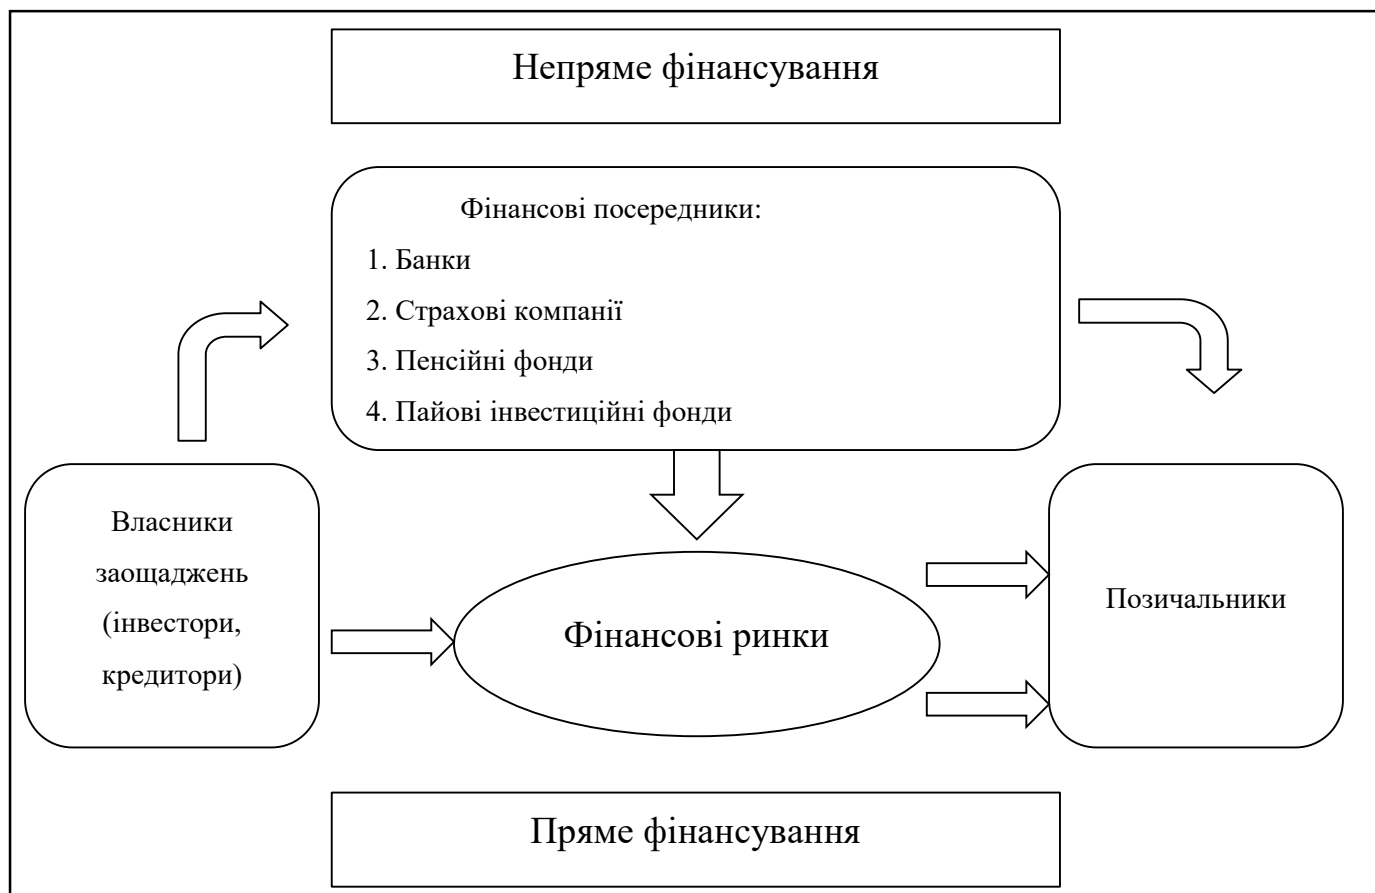 Непряме фінансування
Фінансові посередники:
1. Банки
2. Страхові компанії
3. Пенсійні фонди
4. Пайові інвестиційні фонди
Власники
заощаджень
(інвестори,
кредитори)
Фінансові ринки
Позичальники
Пряме фінансування